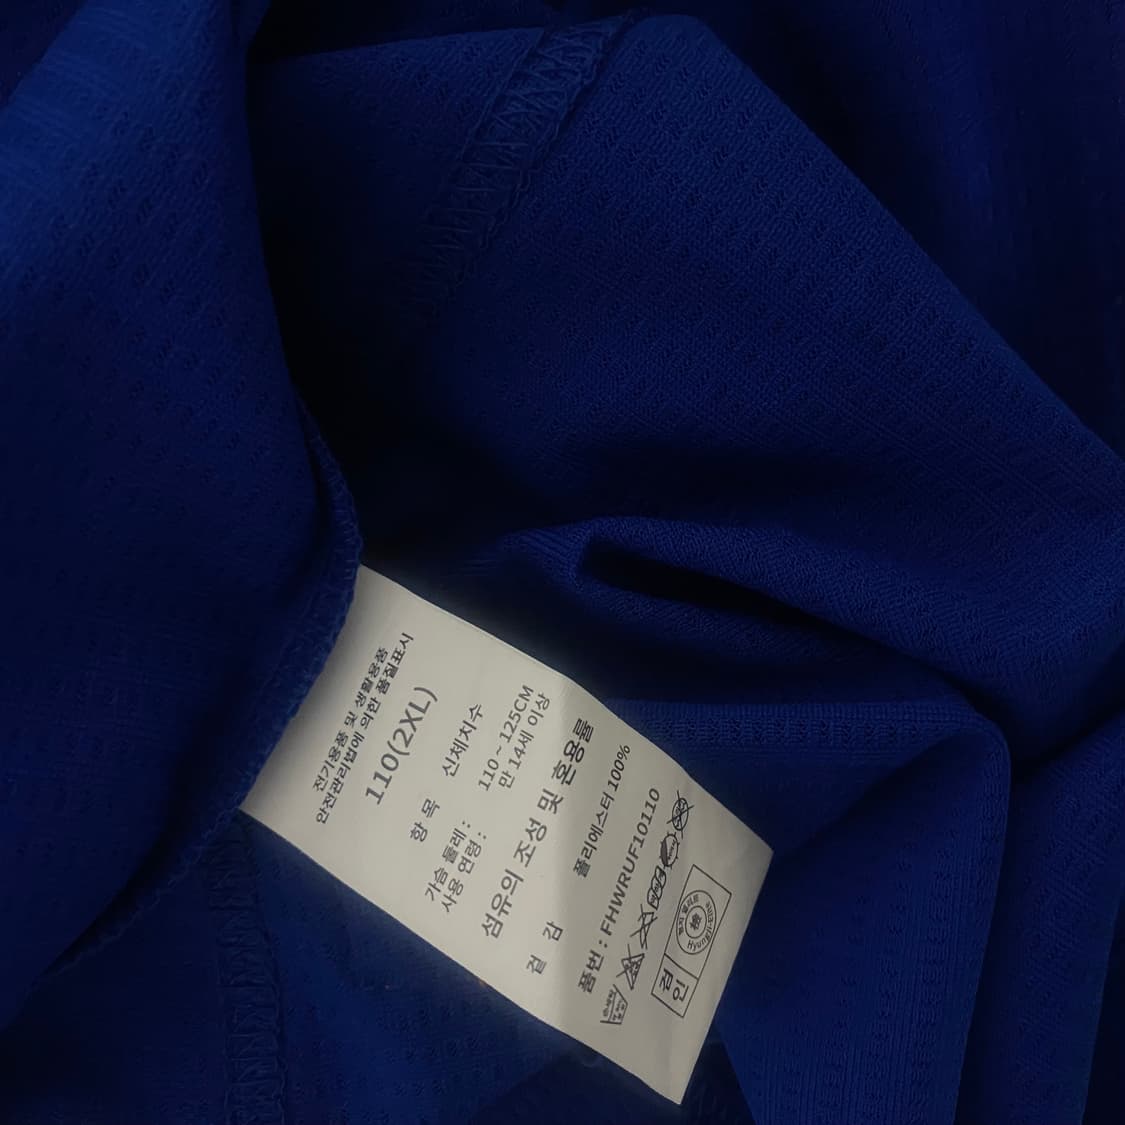 전기용품 및 생활용품
안전관리법에 의한 품질표시
110(2XL)
항 목 신체치수
가슴 둘레 : 110 ~ 125CM
사용 연령 : 만 14세 이상
섬유의 조성 및 혼용률
겉 감 폴리에스터 100%
품번 : FHWRUF10110
검인
檢